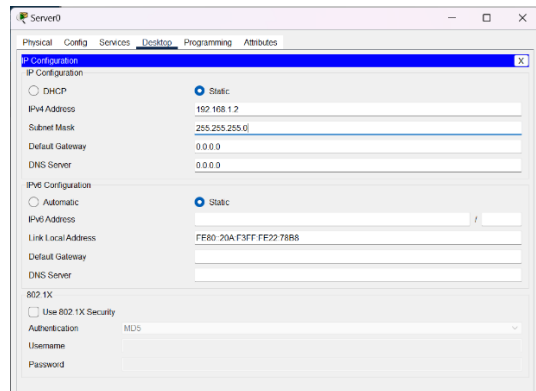 Server0
Physical Config Services Desktop Programming Attributes
IP Configuration X
IP Configuration
DHCP Static
IPv4 Address 192.168.1.2
Subnet Mask 255.255.255.0
Default Gateway 0.0.0.0
DNS Server 0.0.0.0
IPv6 Configuration
Automatic Static
IPv6 Address /
Link Local Address FE80::20A:F3FF:FE22:78B8
Default Gateway
DNS Server
802.1X
Use 802.1X Security
Authentication MD5
Username
Password